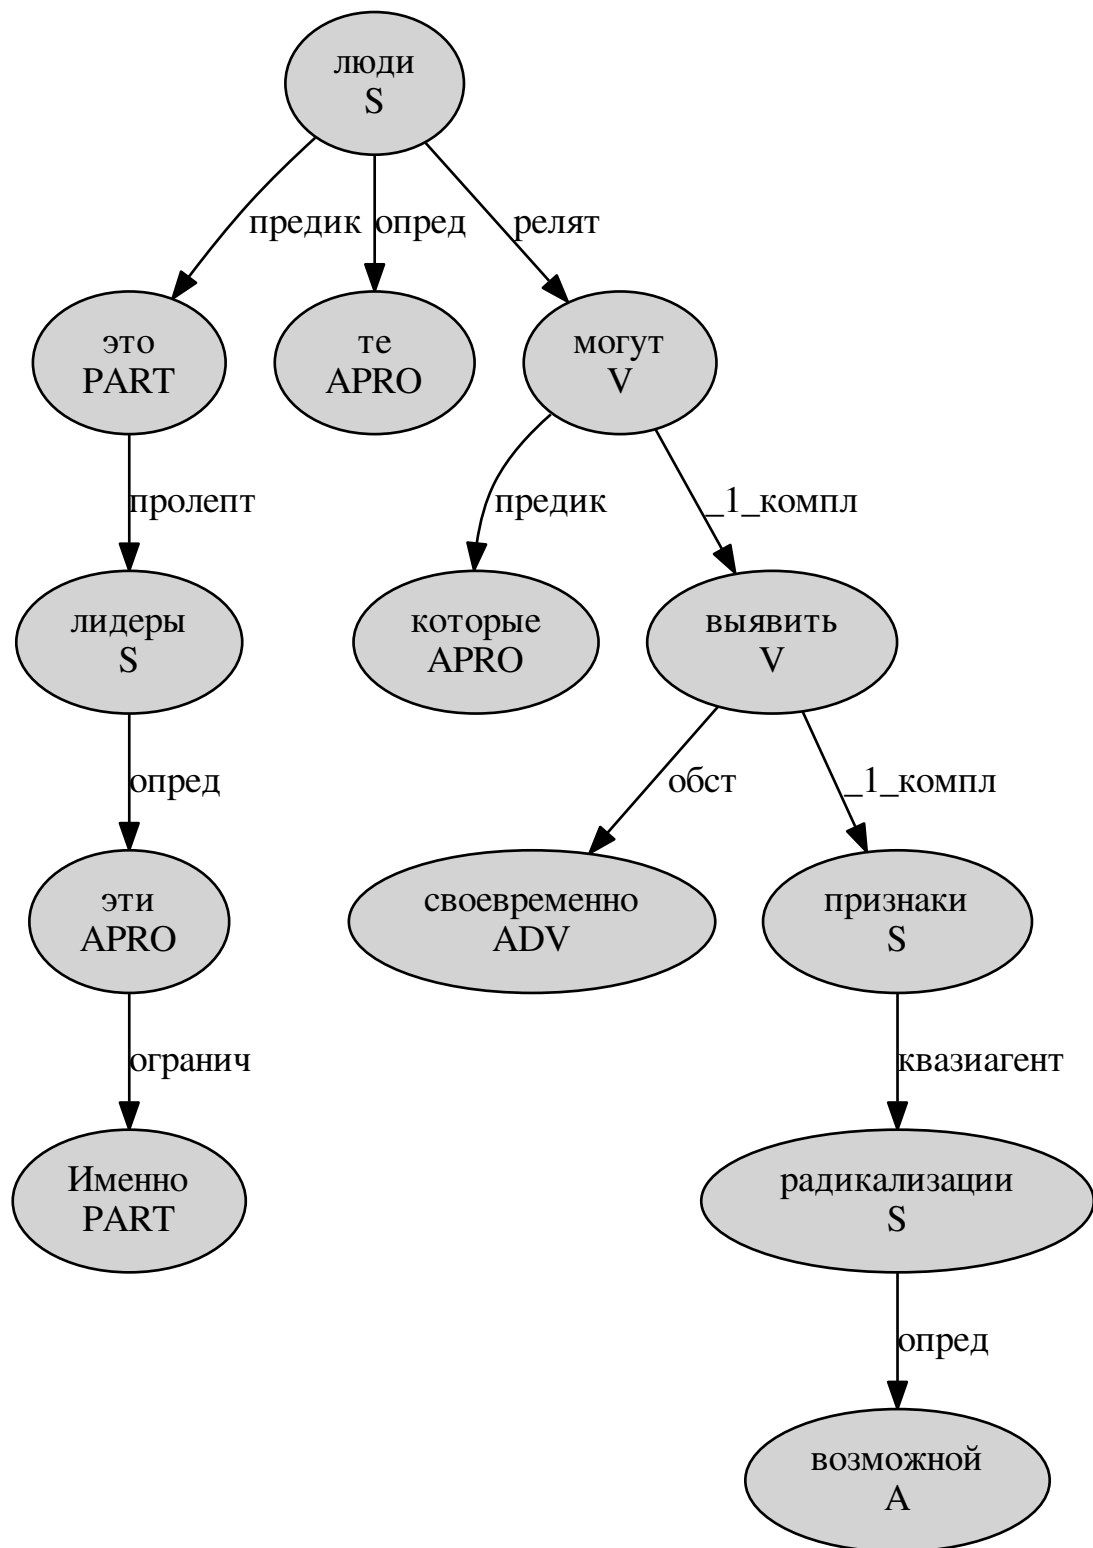 люди
S
предик
опред
релят
это
PART
те
APRO
могут
V
пролепт
предик
_1_компл
лидеры
S
которые
APRO
выявить
V
опред
обст
_1_компл
эти
APRO
своевременно
ADV
признаки
S
огранич
квазиагент
Именно
PART
радикализации
S
опред
возможной
A